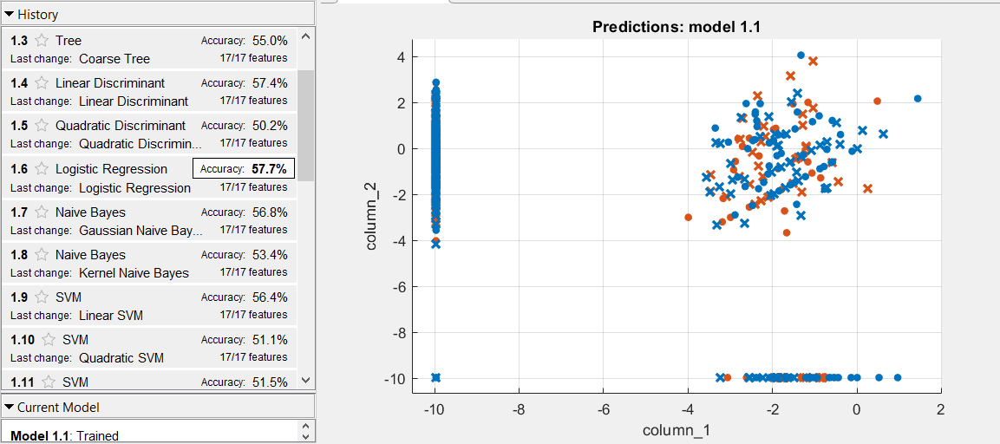 History
1.3 Tree Accuracy: 55.0%
Last change: Coarse Tree 17/17 features
1.4 Linear Discriminant Accuracy: 57.4%
Last change: Linear Discriminant 17/17 features
1.5 Quadratic Discriminant Accuracy: 50.2%
Last change: Quadratic Discrimin... 17/17 features
1.6 Logistic Regression Accuracy: 57.7%
Last change: Logistic Regression 17/17 features
1.7 Naive Bayes Accuracy: 56.8%
Last change: Gaussian Naive Bay... 17/17 features
1.8 Naive Bayes Accuracy: 53.4%
Last change: Kernel Naive Bayes 17/17 features
1.9 SVM Accuracy: 56.4%
Last change: Linear SVM 17/17 features
1.10 SVM Accuracy: 51.1%
Last change: Quadratic SVM 17/17 features
1.11 SVM Accuracy: 51.5%
Current Model
Model 1.1: Trained
Predictions: model 1.1
4
2
0
-2
-4
-6
-8
-10
column_2
-10 -8 -6 -4 -2 0 2
column_1